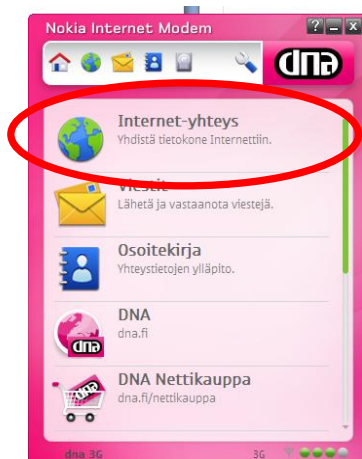 Nokia Internet Modem
dna
Internet-yhteys
Yhdistä tietokone Internettiin.
Viestit
Lähetä ja vastaanota viestejä.
Osoitekirja
Yhteystietojen ylläpito.
DNA
dna.fi
dna
DNA Nettikauppa
dna.fi/nettikauppa
dna
dna 3G 3G